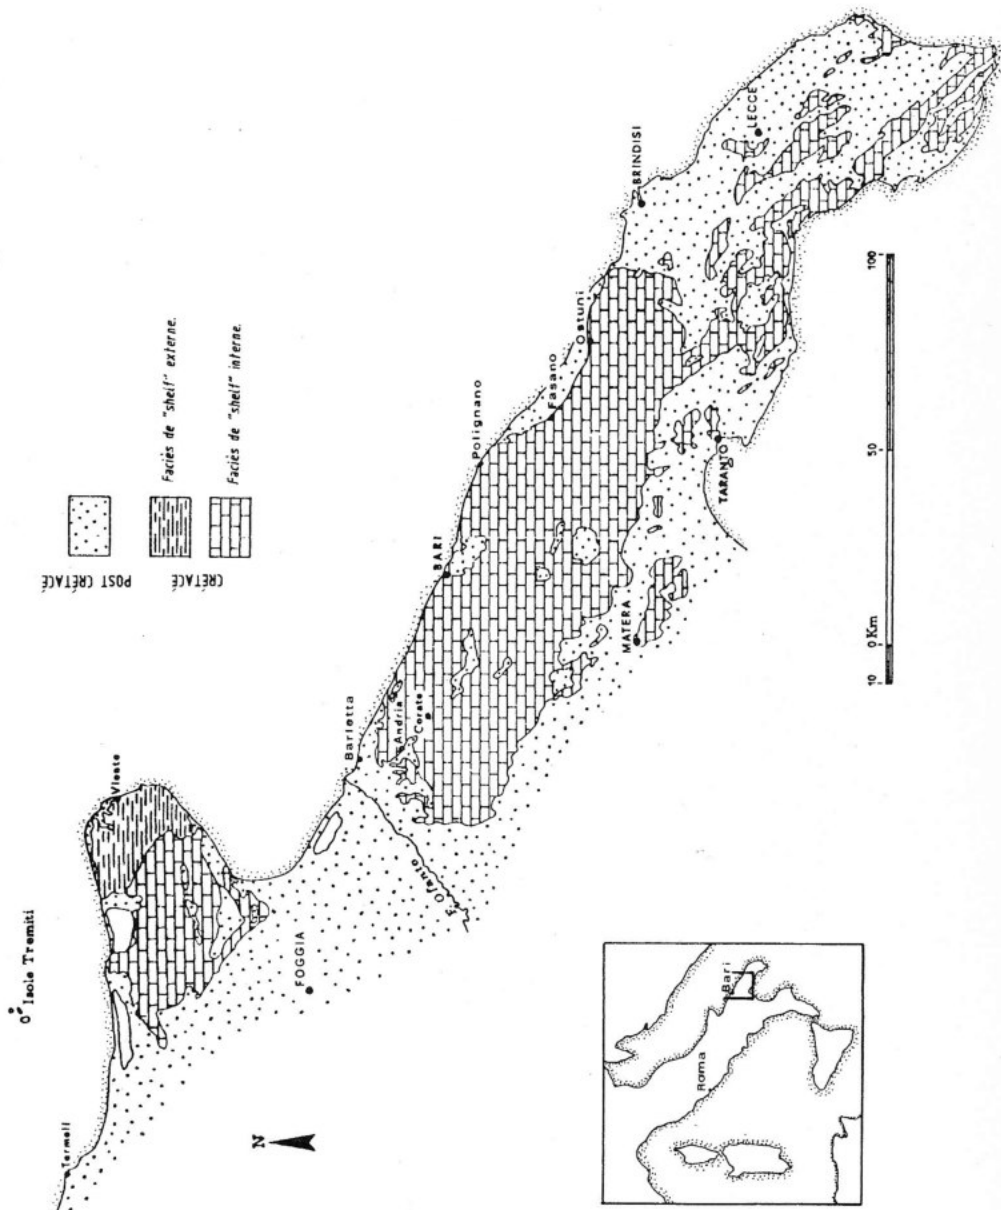 Isole Tremiti
Termoli
Vieste
N
FOGGIA
F. Ofanto
Barletta
Andria
Corato
BARI
Polignano
Fasano
Ostuni
BRINDISI
LECCE
MATERA
TARANTO
POST CRÉTACÉ
CRÉTACÉ
Faciès de "shelf" externe.
Faciès de "shelf" interne.
10 0 Km 50 100
Roma
Bari